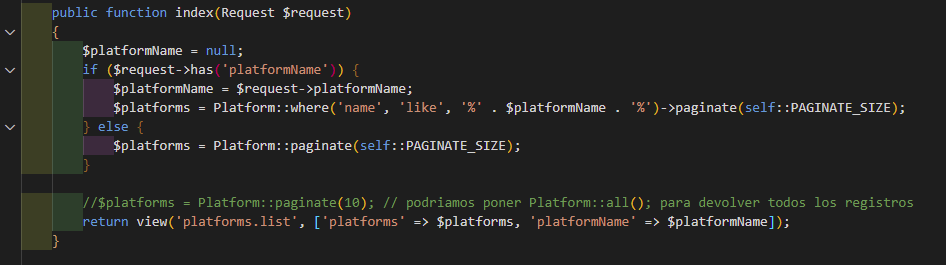 public function index(Request $request)
{
$platformName = null;
if ($request->has('platformName')) {
$platformName = $request->platformName;
$platforms = Platform::where('name', 'like', '%' . $platformName . '%')->paginate(self::PAGINATE_SIZE);
} else {
$platforms = Platform::paginate(self::PAGINATE_SIZE);
}
//$platforms = Platform::paginate(10); // podriamos poner Platform::all(); para devolver todos los registros
return view('platforms.list', ['platforms' => $platforms, 'platformName' => $platformName]);
}